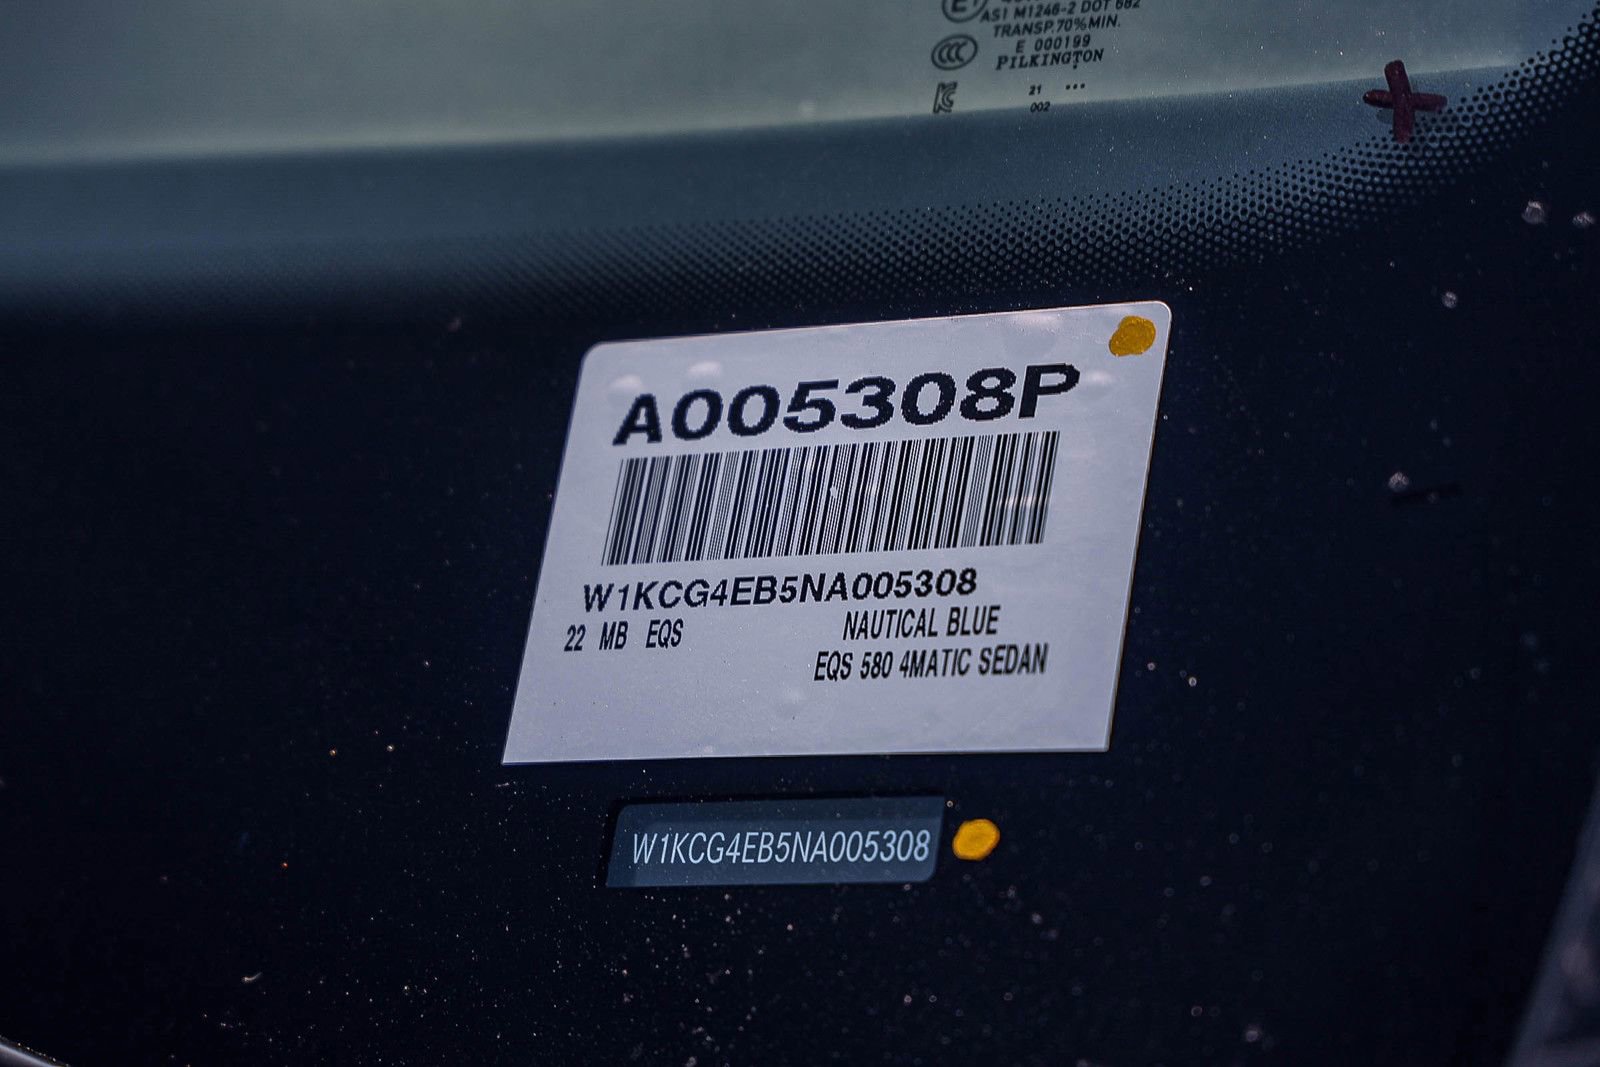 AS1 M1246-2 DOT 682
TRANSP.70%MIN.
E 000199
PILKINGTON
21 •••
002
A005308P
W1KCG4EB5NA005308
22 MB EQS
NAUTICAL BLUE
EQS 580 4MATIC SEDAN
W1KCG4EB5NA005308